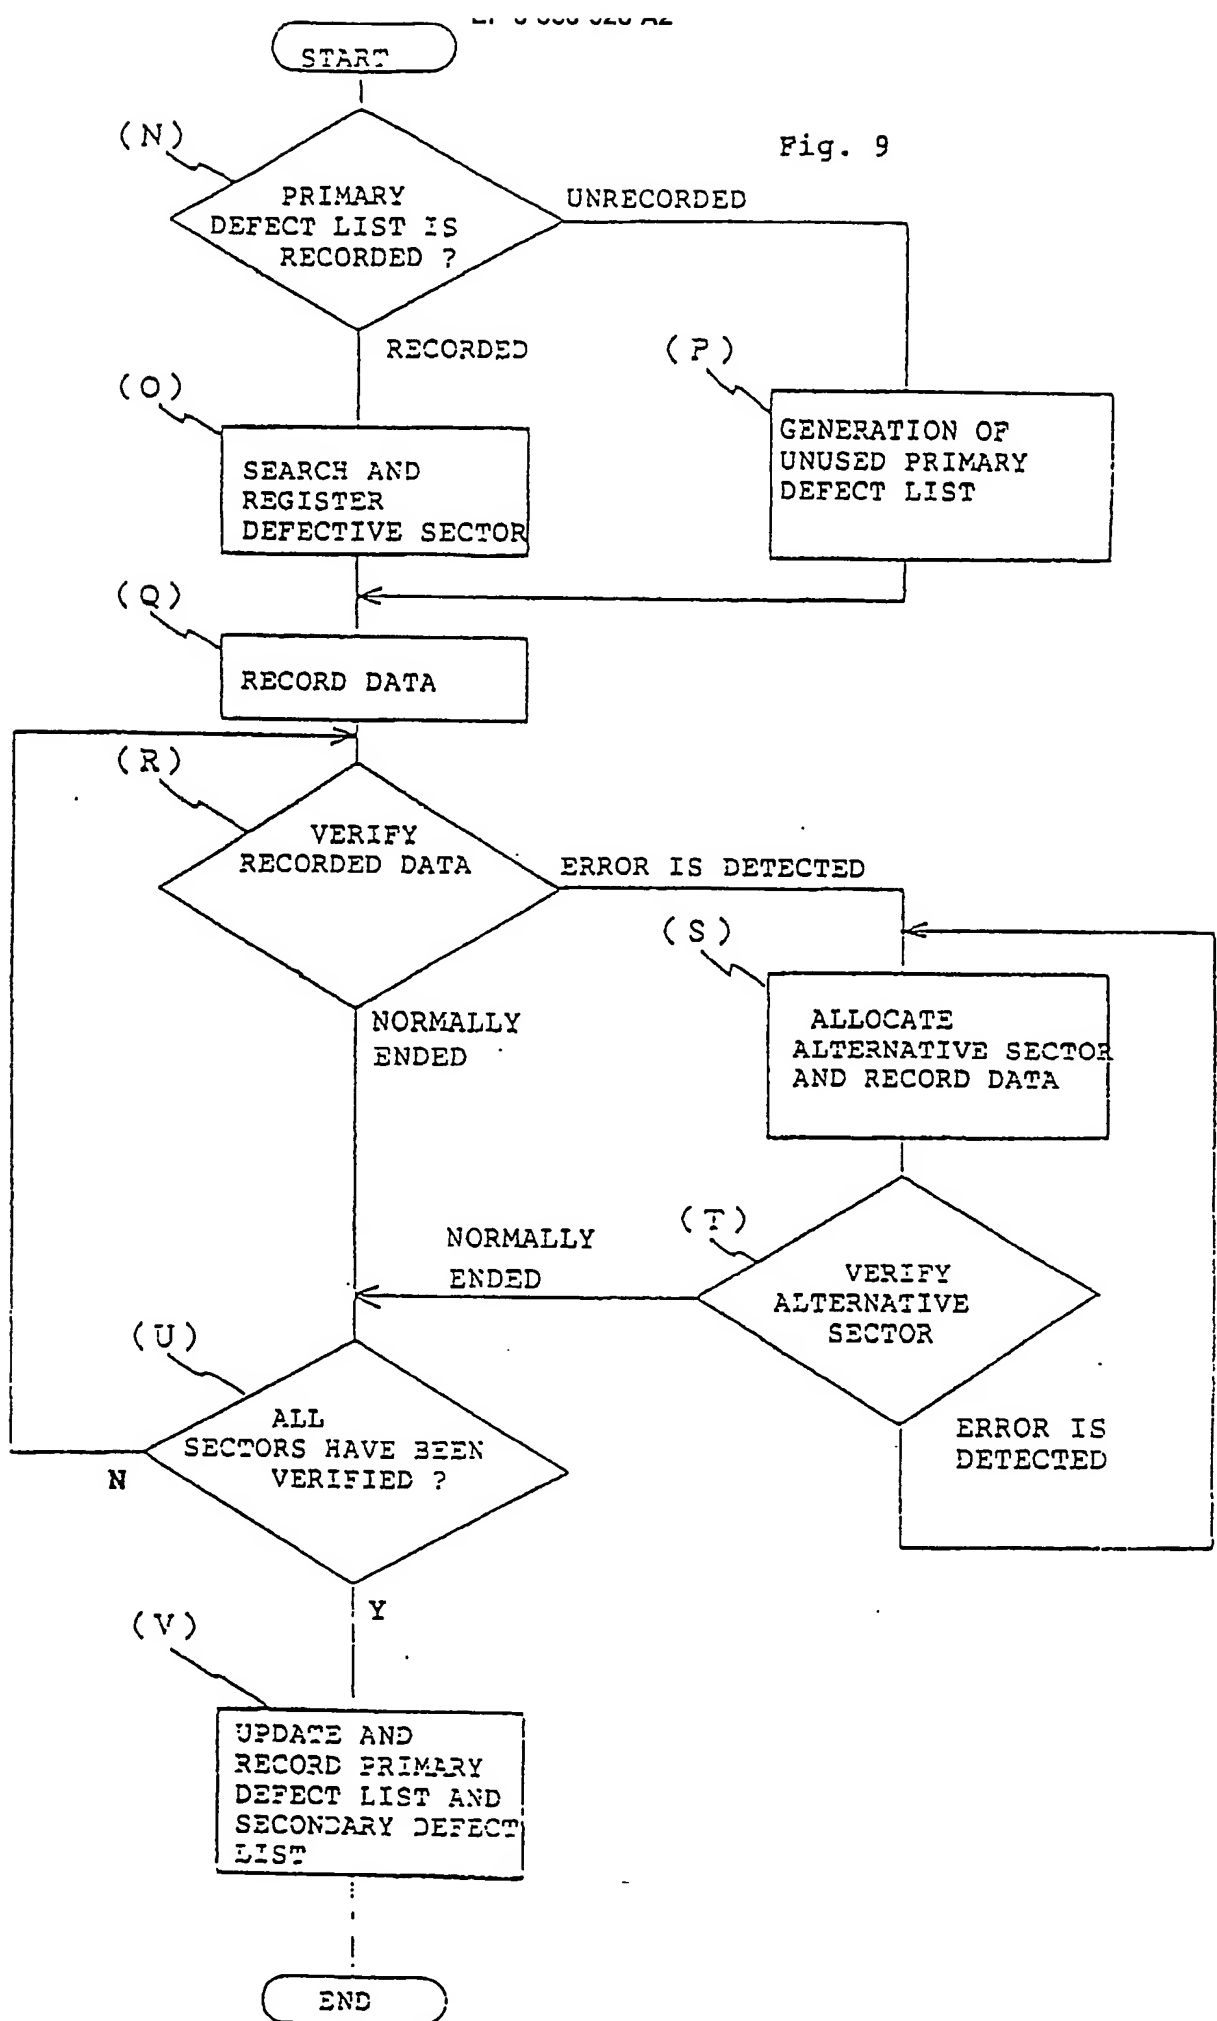 START
(N)
Fig. 9
PRIMARY
DEFECT LIST IS
RECORDED ?
UNRECORDED
RECORDED
(P)
(O)
GENERATION OF
UNUSED PRIMARY
DEFECT LIST
SEARCH AND
REGISTER
DEFECTIVE SECTOR
(Q)
RECORD DATA
(R)
VERIFY
RECORDED DATA
ERROR IS DETECTED
(S)
NORMALLY
ENDED
ALLOCATE
ALTERNATIVE SECTOR
AND RECORD DATA
(T)
NORMALLY
ENDED
VERIFY
ALTERNATIVE
SECTOR
(U)
ALL
SECTORS HAVE BEEN
VERIFIED ?
N
ERROR IS
DETECTED
Y
(V)
UPDATE AND
RECORD PRIMARY
DEFECT LIST AND
SECONDARY DEFECT
LIST
END